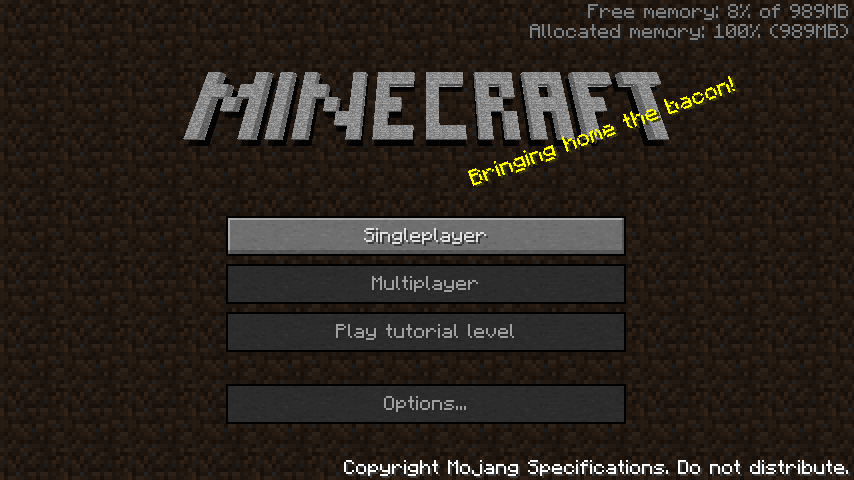 Free memory: 8% of 989MB
Allocated memory: 100% (989MB)
MINECRAFT
Bringing home the bacon!
Singleplayer
Multiplayer
Play tutorial level
Options...
Copyright Mojang Specifications. Do not distribute.